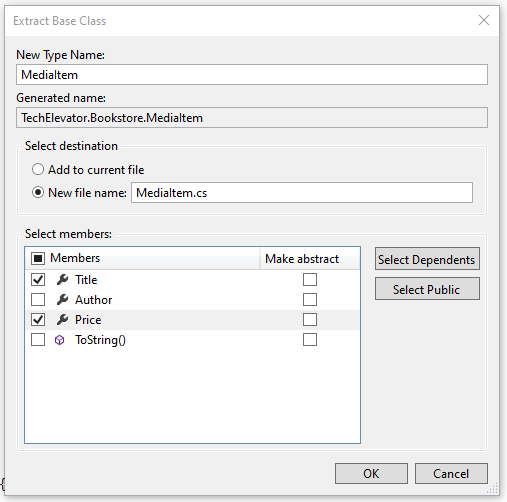 Extract Base Class
New Type Name:
MediaItem
Generated name:
TechElevator.Bookstore.MediaItem
Select destination
Add to current file
New file name: MediaItem.cs
Select members:
Members Make abstract
Title
Author
Price
ToString()
Select Dependents
Select Public
{
OK Cancel